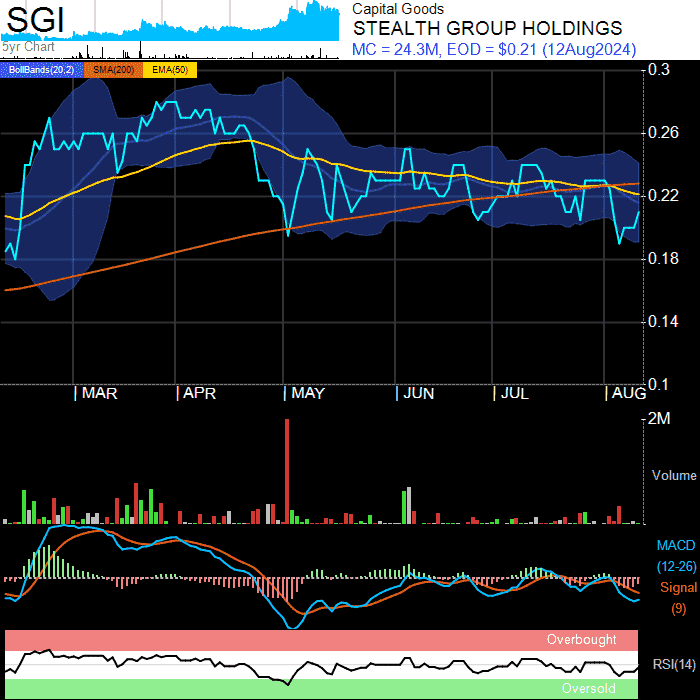 SGI
5yr Chart
Capital Goods
STEALTH GROUP HOLDINGS
MC = 24.3M, EOD = $0.21 (12Aug2024)
BollBands(20,2) SMA(200) EMA(50)
0.3
0.26
0.22
0.18
0.14
0.1
MAR APR MAY JUN JUL AUG
2M
Volume
MACD
(12-26)
Signal
(9)
Overbought
RSI(14)
Oversold